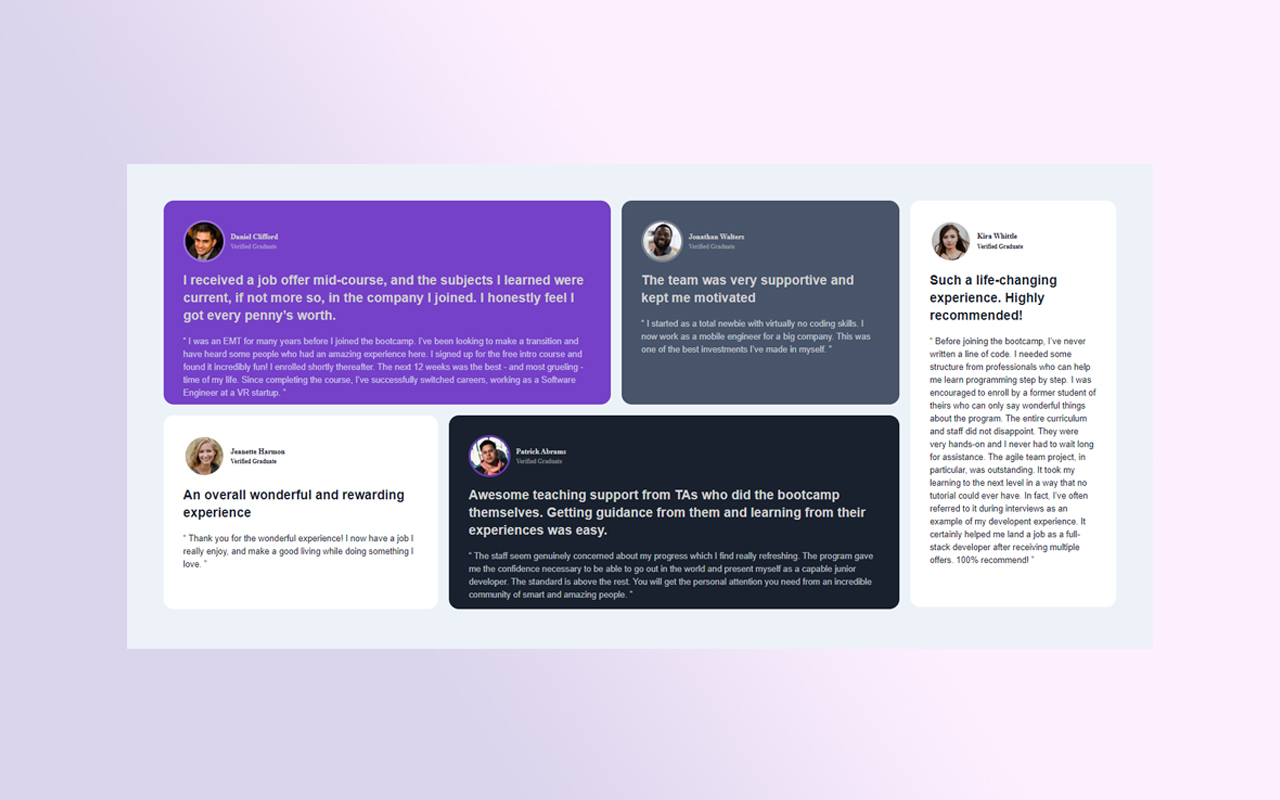 Daniel Clifford
Verified Graduate
I received a job offer mid-course, and the subjects I learned were
current, if not more so, in the company I joined. I honestly feel I
got every penny's worth.
" I was an EMT for many years before I joined the bootcamp. I've been looking to make a transition and
have heard some people who had an amazing experience here. I signed up for the free intro course and
found it incredibly fun! I enrolled shortly thereafter. The next 12 weeks was the best - and most grueling -
time of my life. Since completing the course, I've successfully switched careers, working as a Software
Engineer at a VR startup. "
Jonathan Walters
Verified Graduate
The team was very supportive and
kept me motivated
" I started as a total newbie with virtually no coding skills. I
now work as a mobile engineer for a big company. This was
one of the best investments I've made in myself. "
Kira Whittle
Verified Graduate
Such a life-changing
experience. Highly
recommended!
" Before joining the bootcamp, I've never
written a line of code. I needed some
structure from professionals who can help
me learn programming step by step. I was
encouraged to enroll by a former student of
theirs who can only say wonderful things
about the program. The entire curriculum
and staff did not disappoint. They were
very hands-on and I never had to wait long
for assistance. The agile team project, in
particular, was outstanding. It took my
learning to the next level in a way that no
tutorial could ever have. In fact, I've often
referred to it during interviews as an
example of my developent experience. It
certainly helped me land a job as a full-
stack developer after receiving multiple
offers. 100% recommend! "
Jeanette Harmon
Verified Graduate
An overall wonderful and rewarding
experience
" Thank you for the wonderful experience! I now have a job I
really enjoy, and make a good living while doing something I
love. "
Patrick Abrams
Verified Graduate
Awesome teaching support from TAs who did the bootcamp
themselves. Getting guidance from them and learning from their
experiences was easy.
" The staff seem genuinely concerned about my progress which I find really refreshing. The program gave
me the confidence necessary to be able to go out in the world and present myself as a capable junior
developer. The standard is above the rest. You will get the personal attention you need from an incredible
community of smart and amazing people. "